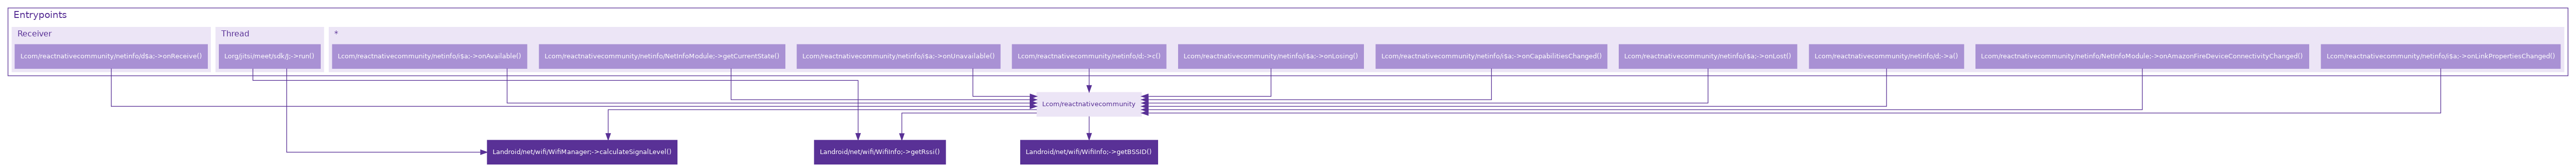 Entrypoints
Receiver
Thread
*
Lcom/reactnativecommunity/netinfo/d$a;->onReceive()
Lorg/jitsi/meet/sdk/J;->run()
Lcom/reactnativecommunity/netinfo/i$a;->onAvailable()
Lcom/reactnativecommunity/netinfo/NetInfoModule;->getCurrentState()
Lcom/reactnativecommunity/netinfo/i$a;->onUnavailable()
Lcom/reactnativecommunity/netinfo/d;->c()
Lcom/reactnativecommunity/netinfo/i$a;->onLosing()
Lcom/reactnativecommunity/netinfo/i$a;->onCapabilitiesChanged()
Lcom/reactnativecommunity/netinfo/i$a;->onLost()
Lcom/reactnativecommunity/netinfo/d;->a()
Lcom/reactnativecommunity/netinfo/NetInfoModule;->onAmazonFireDeviceConnectivityChanged()
Lcom/reactnativecommunity/netinfo/i$a;->onLinkPropertiesChanged()
Lcom/reactnativecommunity
Landroid/net/wifi/WifiManager;->calculateSignalLevel()
Landroid/net/wifi/WifiInfo;->getRssi()
Landroid/net/wifi/WifiInfo;->getBSSID()